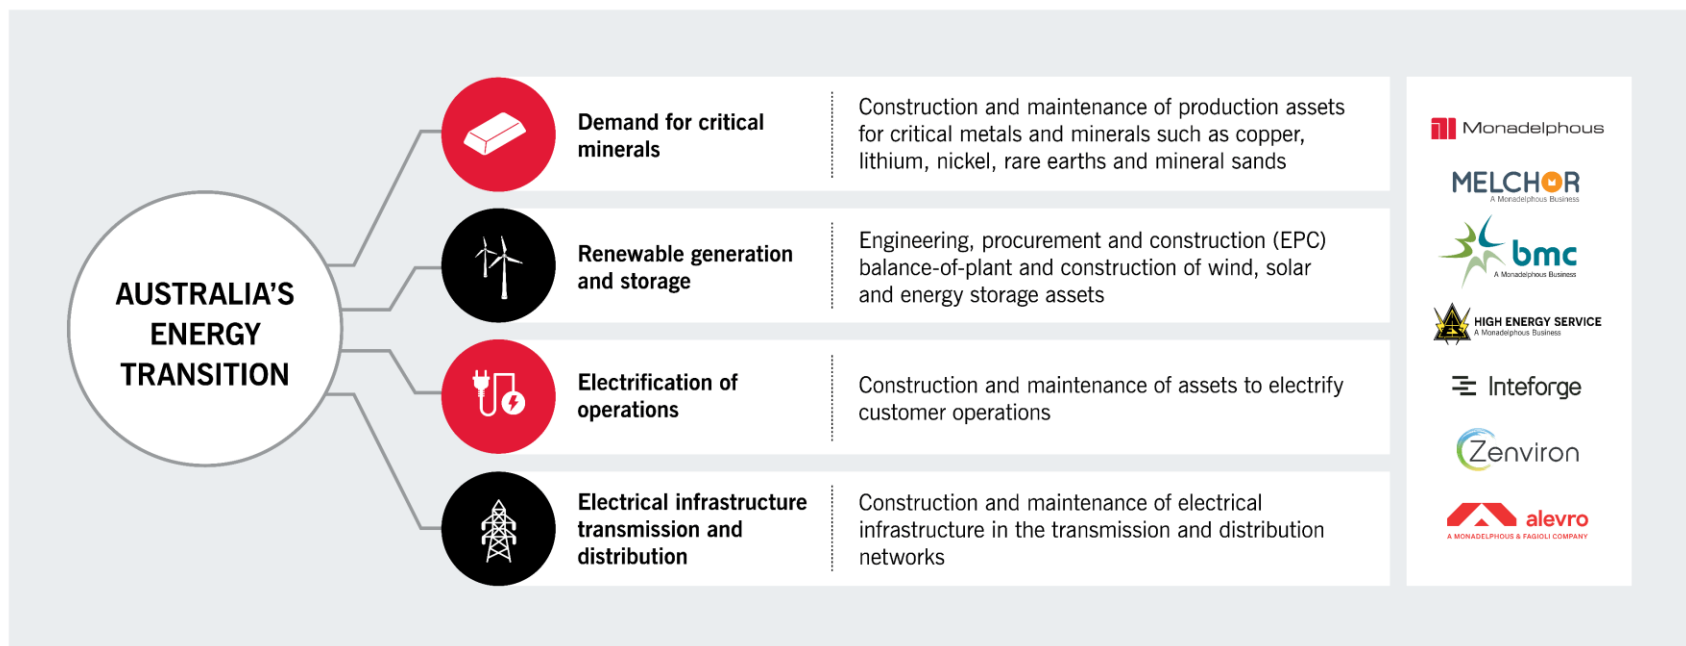 AUSTRALIA'S
ENERGY
TRANSITION
Demand for critical
minerals
Construction and maintenance of production assets
for critical metals and minerals such as copper,
lithium, nickel, rare earths and mineral sands
Renewable generation
and storage
Engineering, procurement and construction (EPC)
balance-of-plant and construction of wind, solar
and energy storage assets
Electrification of
operations
Construction and maintenance of assets to electrify
customer operations
Electrical infrastructure
transmission and
distribution
Construction and maintenance of electrical
infrastructure in the transmission and distribution
networks
Monadelphous
MELCHOR
A Monadelphous Business
bmc
A Monadelphous Business
HIGH ENERGY SERVICE
A Monadelphous Business
Inteforge
Zenviron
alevro
A MONADELPHOUS & FAGIOLI COMPANY